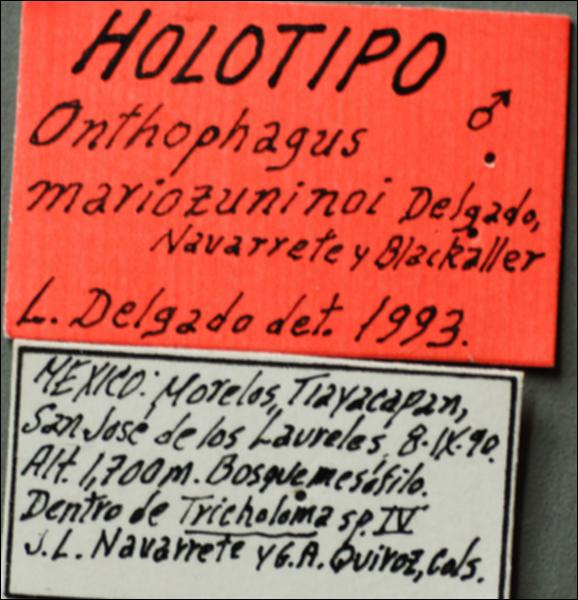 HOLOTIPO
♂
Onthophagus
mariozuninoi Delgado,
Navarrete y Blackaller
L. Delgado det. 1993.
MEXICO: Morelos, Tlayacapan,
San José de los Laureles, 8-IX-90.
Alt. 1,700m. Bosque mesófilo.
Dentro de Tricholoma sp. IV
J.L. Navarrete y G.A. Quiroz, cols.